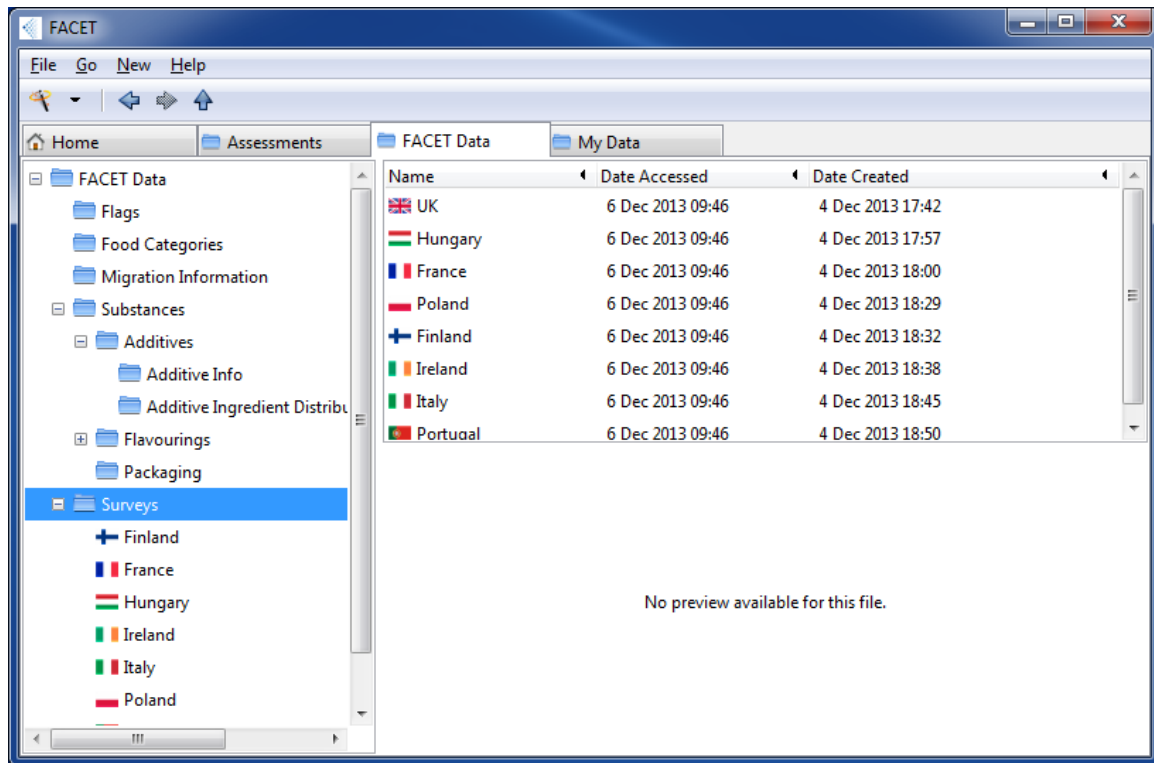 FACET
File Go New Help
Home Assessments FACET Data My Data
FACET Data
Flags
Food Categories
Migration Information
Substances
Additives
Additive Info
Additive Ingredient Distribu
Flavourings
Packaging
Surveys
Finland
France
Hungary
Ireland
Italy
Poland
Name Date Accessed Date Created
UK 6 Dec 2013 09:46 4 Dec 2013 17:42
Hungary 6 Dec 2013 09:46 4 Dec 2013 17:57
France 6 Dec 2013 09:46 4 Dec 2013 18:00
Poland 6 Dec 2013 09:46 4 Dec 2013 18:29
Finland 6 Dec 2013 09:46 4 Dec 2013 18:32
Ireland 6 Dec 2013 09:46 4 Dec 2013 18:38
Italy 6 Dec 2013 09:46 4 Dec 2013 18:45
Portugal 6 Dec 2013 09:46 4 Dec 2013 18:50
No preview available for this file.